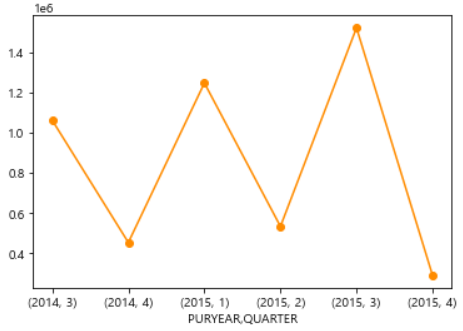 1e6
1.4
1.2
1.0
0.8
0.6
0.4
(2014, 3) (2014, 4) (2015, 1) (2015, 2) (2015, 3) (2015, 4)
PURYEAR,QUARTER